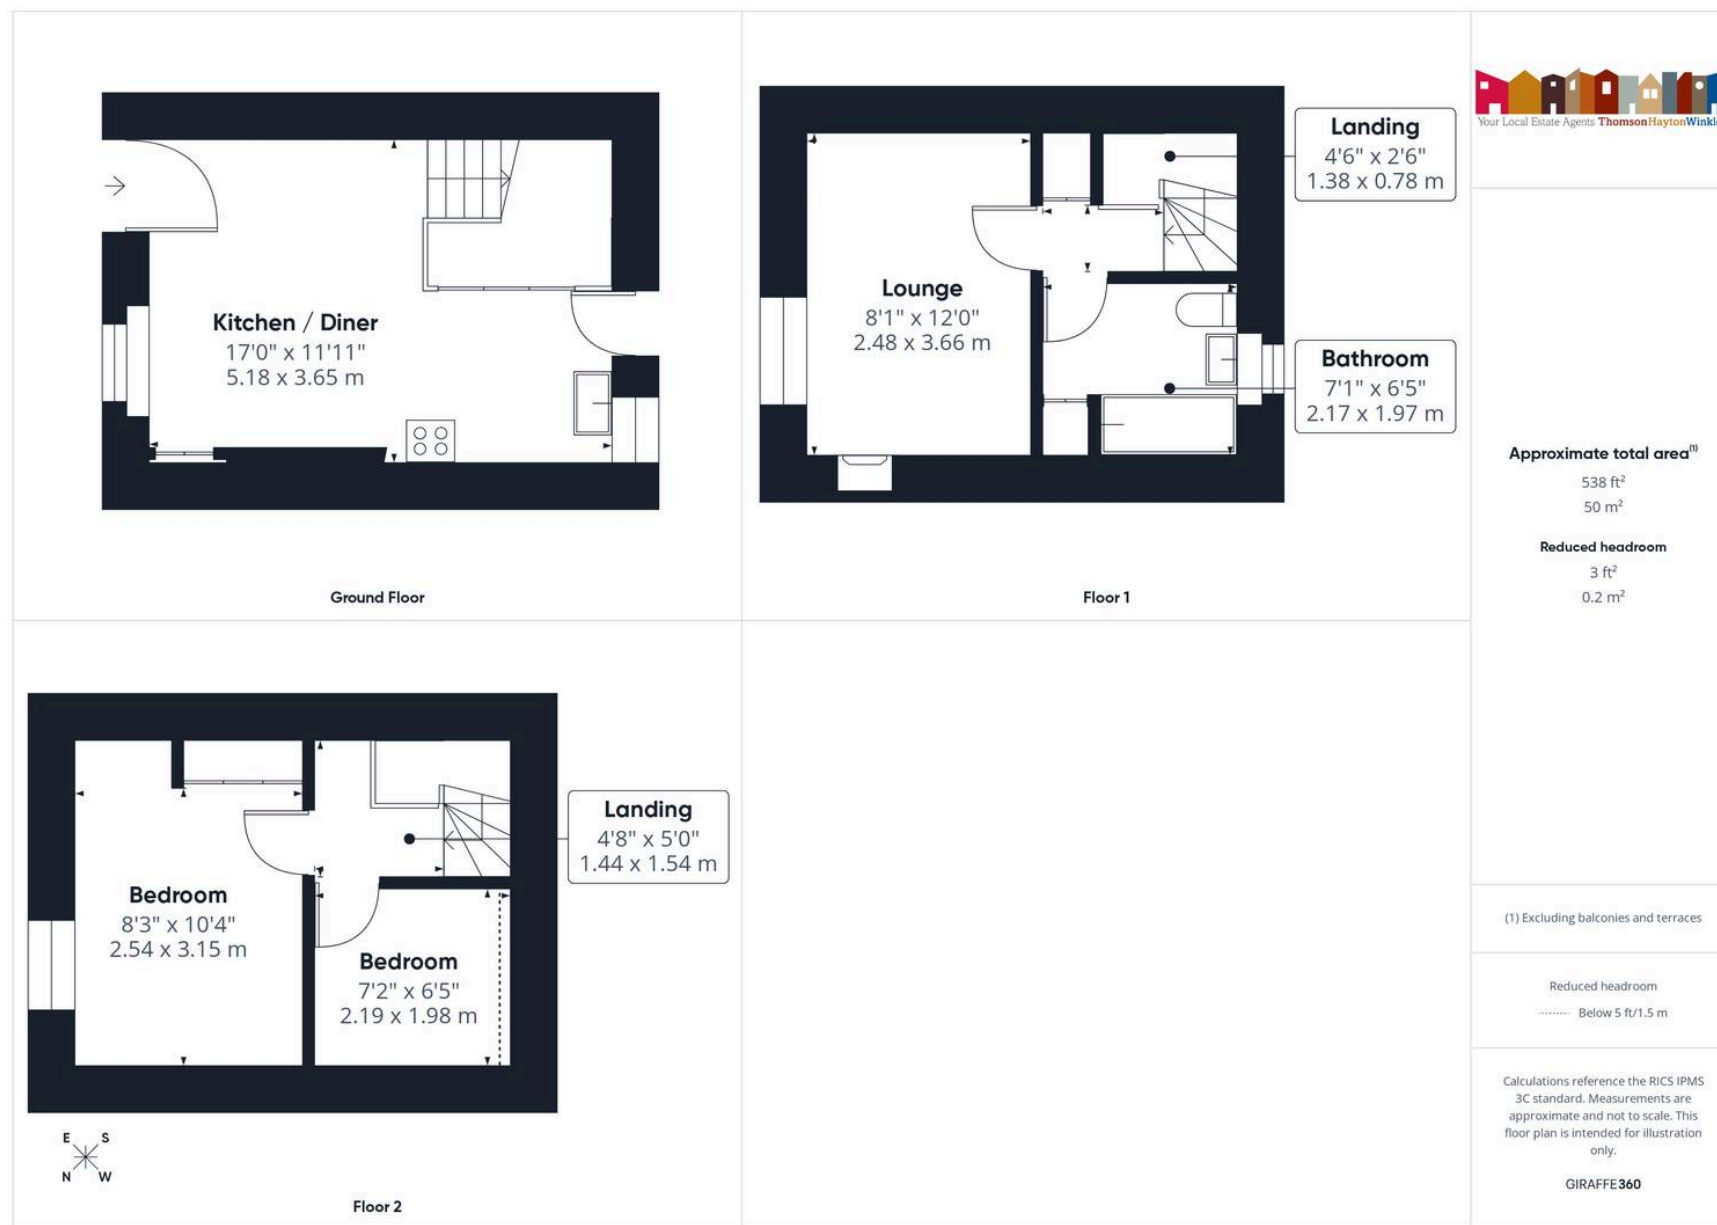 Kitchen / Diner
17'0" x 11'11"
5.18 x 3.65 m
Ground Floor
Lounge
8'1" x 12'0"
2.48 x 3.66 m
Landing
4'6" x 2'6"
1.38 x 0.78 m
Bathroom
7'1" x 6'5"
2.17 x 1.97 m
Floor 1
Bedroom
8'3" x 10'4"
2.54 x 3.15 m
Landing
4'8" x 5'0"
1.44 x 1.54 m
Bedroom
7'2" x 6'5"
2.19 x 1.98 m
E S
N W
Floor 2
Your Local Estate Agents ThomsonHaytonWinkl
Approximate total area(1)
538 ft²
50 m²
Reduced headroom
3 ft²
0.2 m²
(1) Excluding balconies and terraces
Reduced headroom
Below 5 ft/1.5 m
Calculations reference the RICS IPMS
3C standard. Measurements are
approximate and not to scale. This
floor plan is intended for illustration
only.
GIRAFFE360